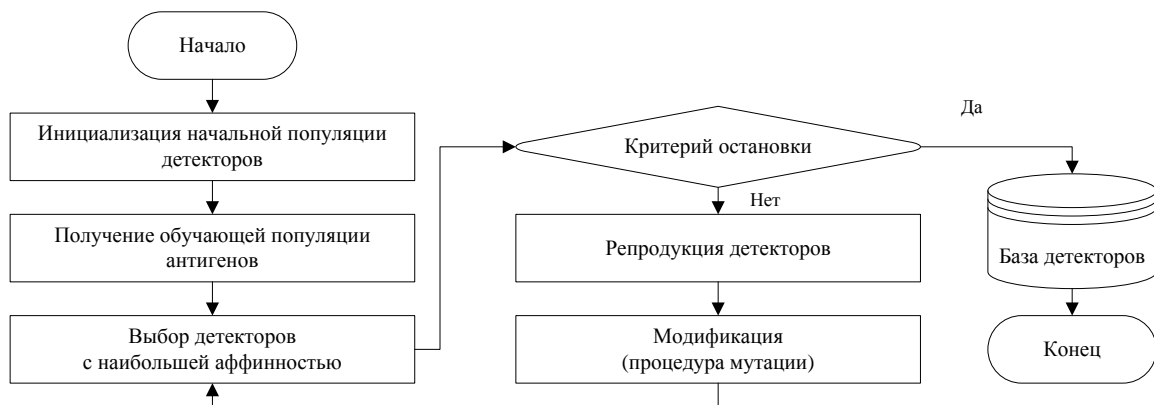 Начало
Инициализация начальной популяции
детекторов
Получение обучающей популяции
антигенов
Выбор детекторов
с наибольшей аффинностью
Критерий остановки
Да
Нет
Репродукция детекторов
Модификация
(процедура мутации)
База детекторов
Конец